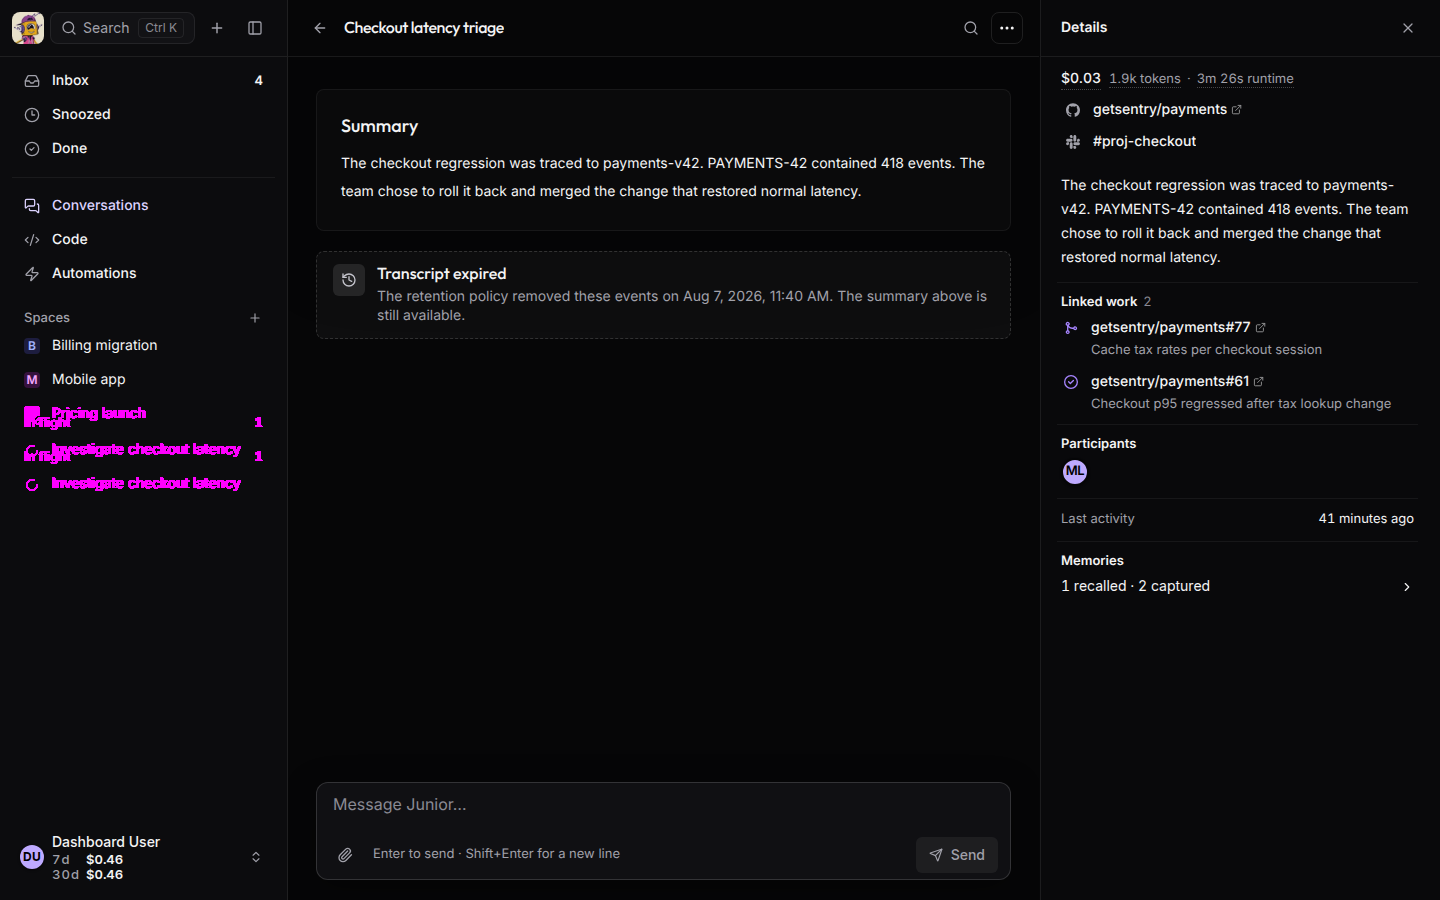 Search Ctrl K
Inbox 4
Snoozed
Done
Conversations
Code
Automations
Spaces
B Billing migration
M Mobile app
Pricing launch
In flight 1
Investigate checkout latency
In flight 1
Investigate checkout latency
DU Dashboard User
7d $0.46
30d $0.46
Checkout latency triage
Summary
The checkout regression was traced to payments-v42. PAYMENTS-42 contained 418 events. The
team chose to roll it back and merged the change that restored normal latency.
Transcript expired
The retention policy removed these events on Aug 7, 2026, 11:40 AM. The summary above is
still available.
Message Junior...
Enter to send · Shift+Enter for a new line
Send
Details
$0.03 1.9k tokens · 3m 26s runtime
getsentry/payments
#proj-checkout
The checkout regression was traced to payments-
v42. PAYMENTS-42 contained 418 events. The team
chose to roll it back and merged the change that
restored normal latency.
Linked work 2
getsentry/payments#77
Cache tax rates per checkout session
getsentry/payments#61
Checkout p95 regressed after tax lookup change
Participants
ML
Last activity 41 minutes ago
Memories
1 recalled · 2 captured